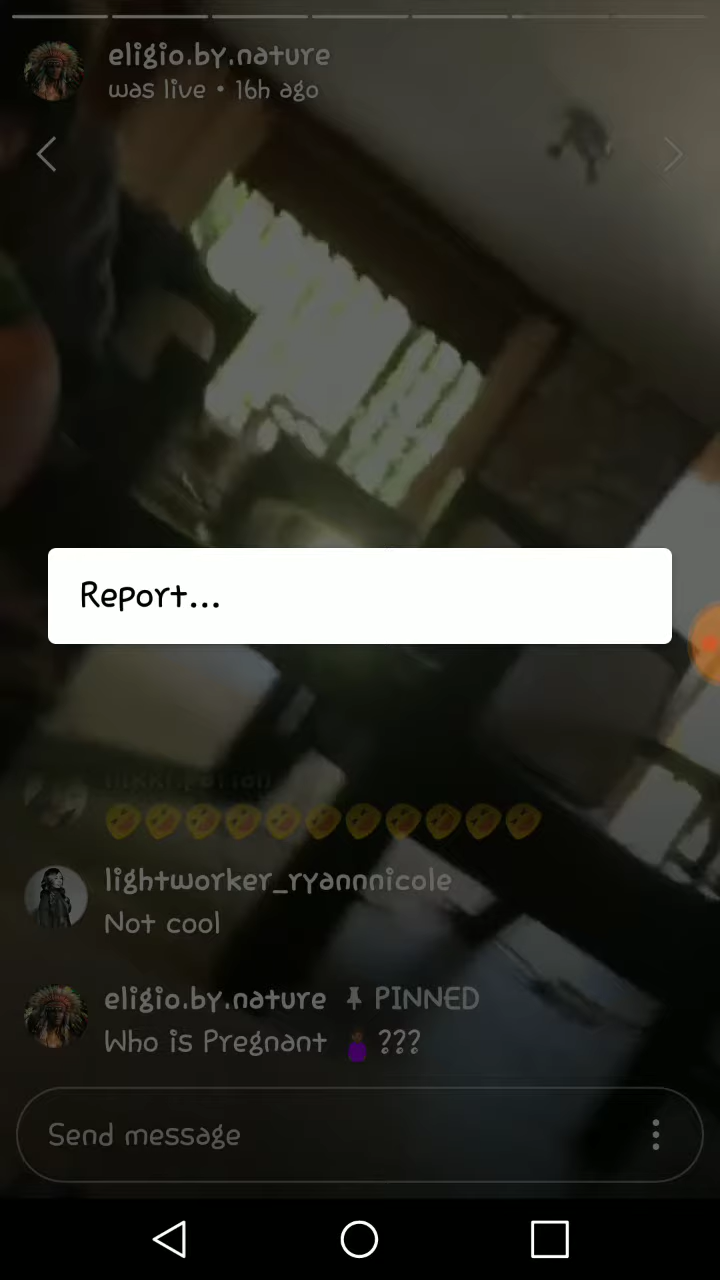 eligio.by.nature
was live • 16h ago
Report...
🤣🤣🤣🤣🤣🤣🤣🤣🤣🤣🤣
lightworker_ryannnicole
Not cool
eligio.by.nature 📌 PINNED
Who is Pregnant 🤰🏾???
Send message